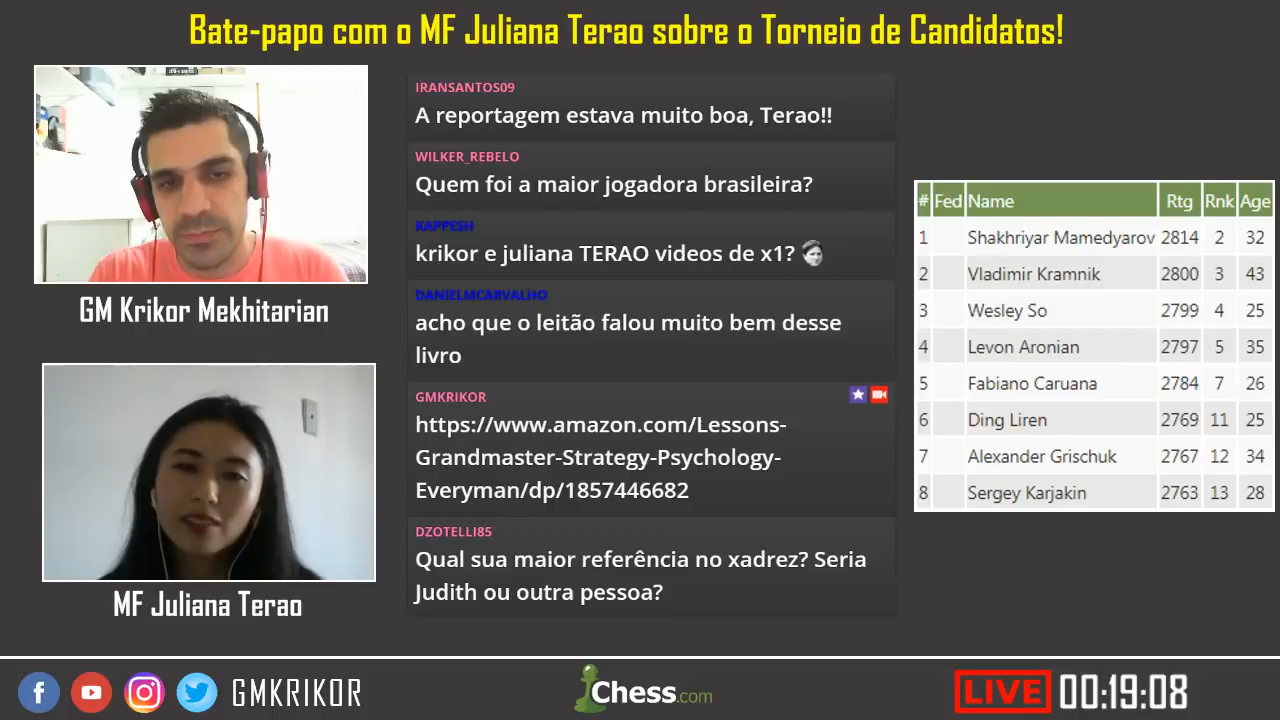 Bate-papo com o MF Juliana Terao sobre o Torneio de Candidatos!
GM Krikor Mekhitarian
MF Juliana Terao
IRANSANTOS09
A reportagem estava muito boa, Terao!!
WILKER_REBELO
Quem foi a maior jogadora brasileira?
KAPPESH
krikor e juliana TERAO videos de x1?
DANIELMCARVALHO
acho que o leitão falou muito bem desse
livro
GMKRIKOR
https://www.amazon.com/Lessons-
Grandmaster-Strategy-Psychology-
Everyman/dp/1857446682
DZOTELLI85
Qual sua maior referência no xadrez? Seria
Judith ou outra pessoa?
# Fed Name Rtg Rnk Age
1 Shakhriyar Mamedyarov 2814 2 32
2 Vladimir Kramnik 2800 3 43
3 Wesley So 2799 4 25
4 Levon Aronian 2797 5 35
5 Fabiano Caruana 2784 7 26
6 Ding Liren 2769 11 25
7 Alexander Grischuk 2767 12 34
8 Sergey Karjakin 2763 13 28
GMKRIKOR
Chess.com
LIVE 00:19:08